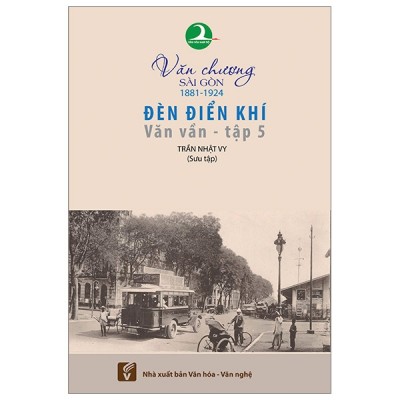 Văn chương
SÀI GÒN
1881-1924
ĐÈN ĐIỂN KHÍ
Văn vần - tập 5
TRẦN NHẬT VY
(Sưu tập)
Nhà xuất bản Văn hóa - Văn nghệ